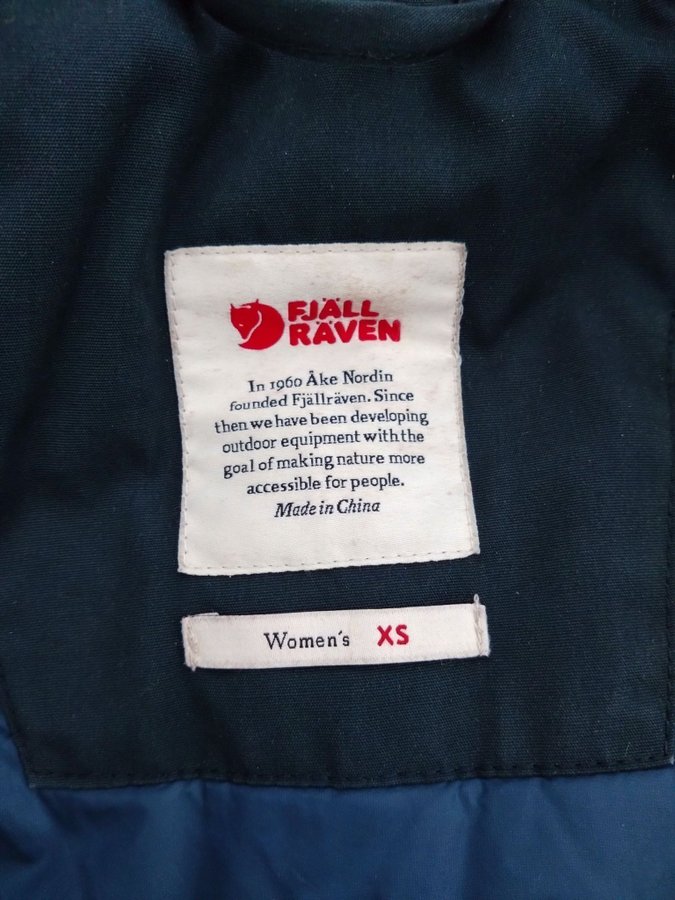 FJÄLL
RÄVEN
In 1960 Åke Nordin
founded Fjällräven. Since
then we have been developing
outdoor equipment with the
goal of making nature more
accessible for people.
Made in China
Women's XS